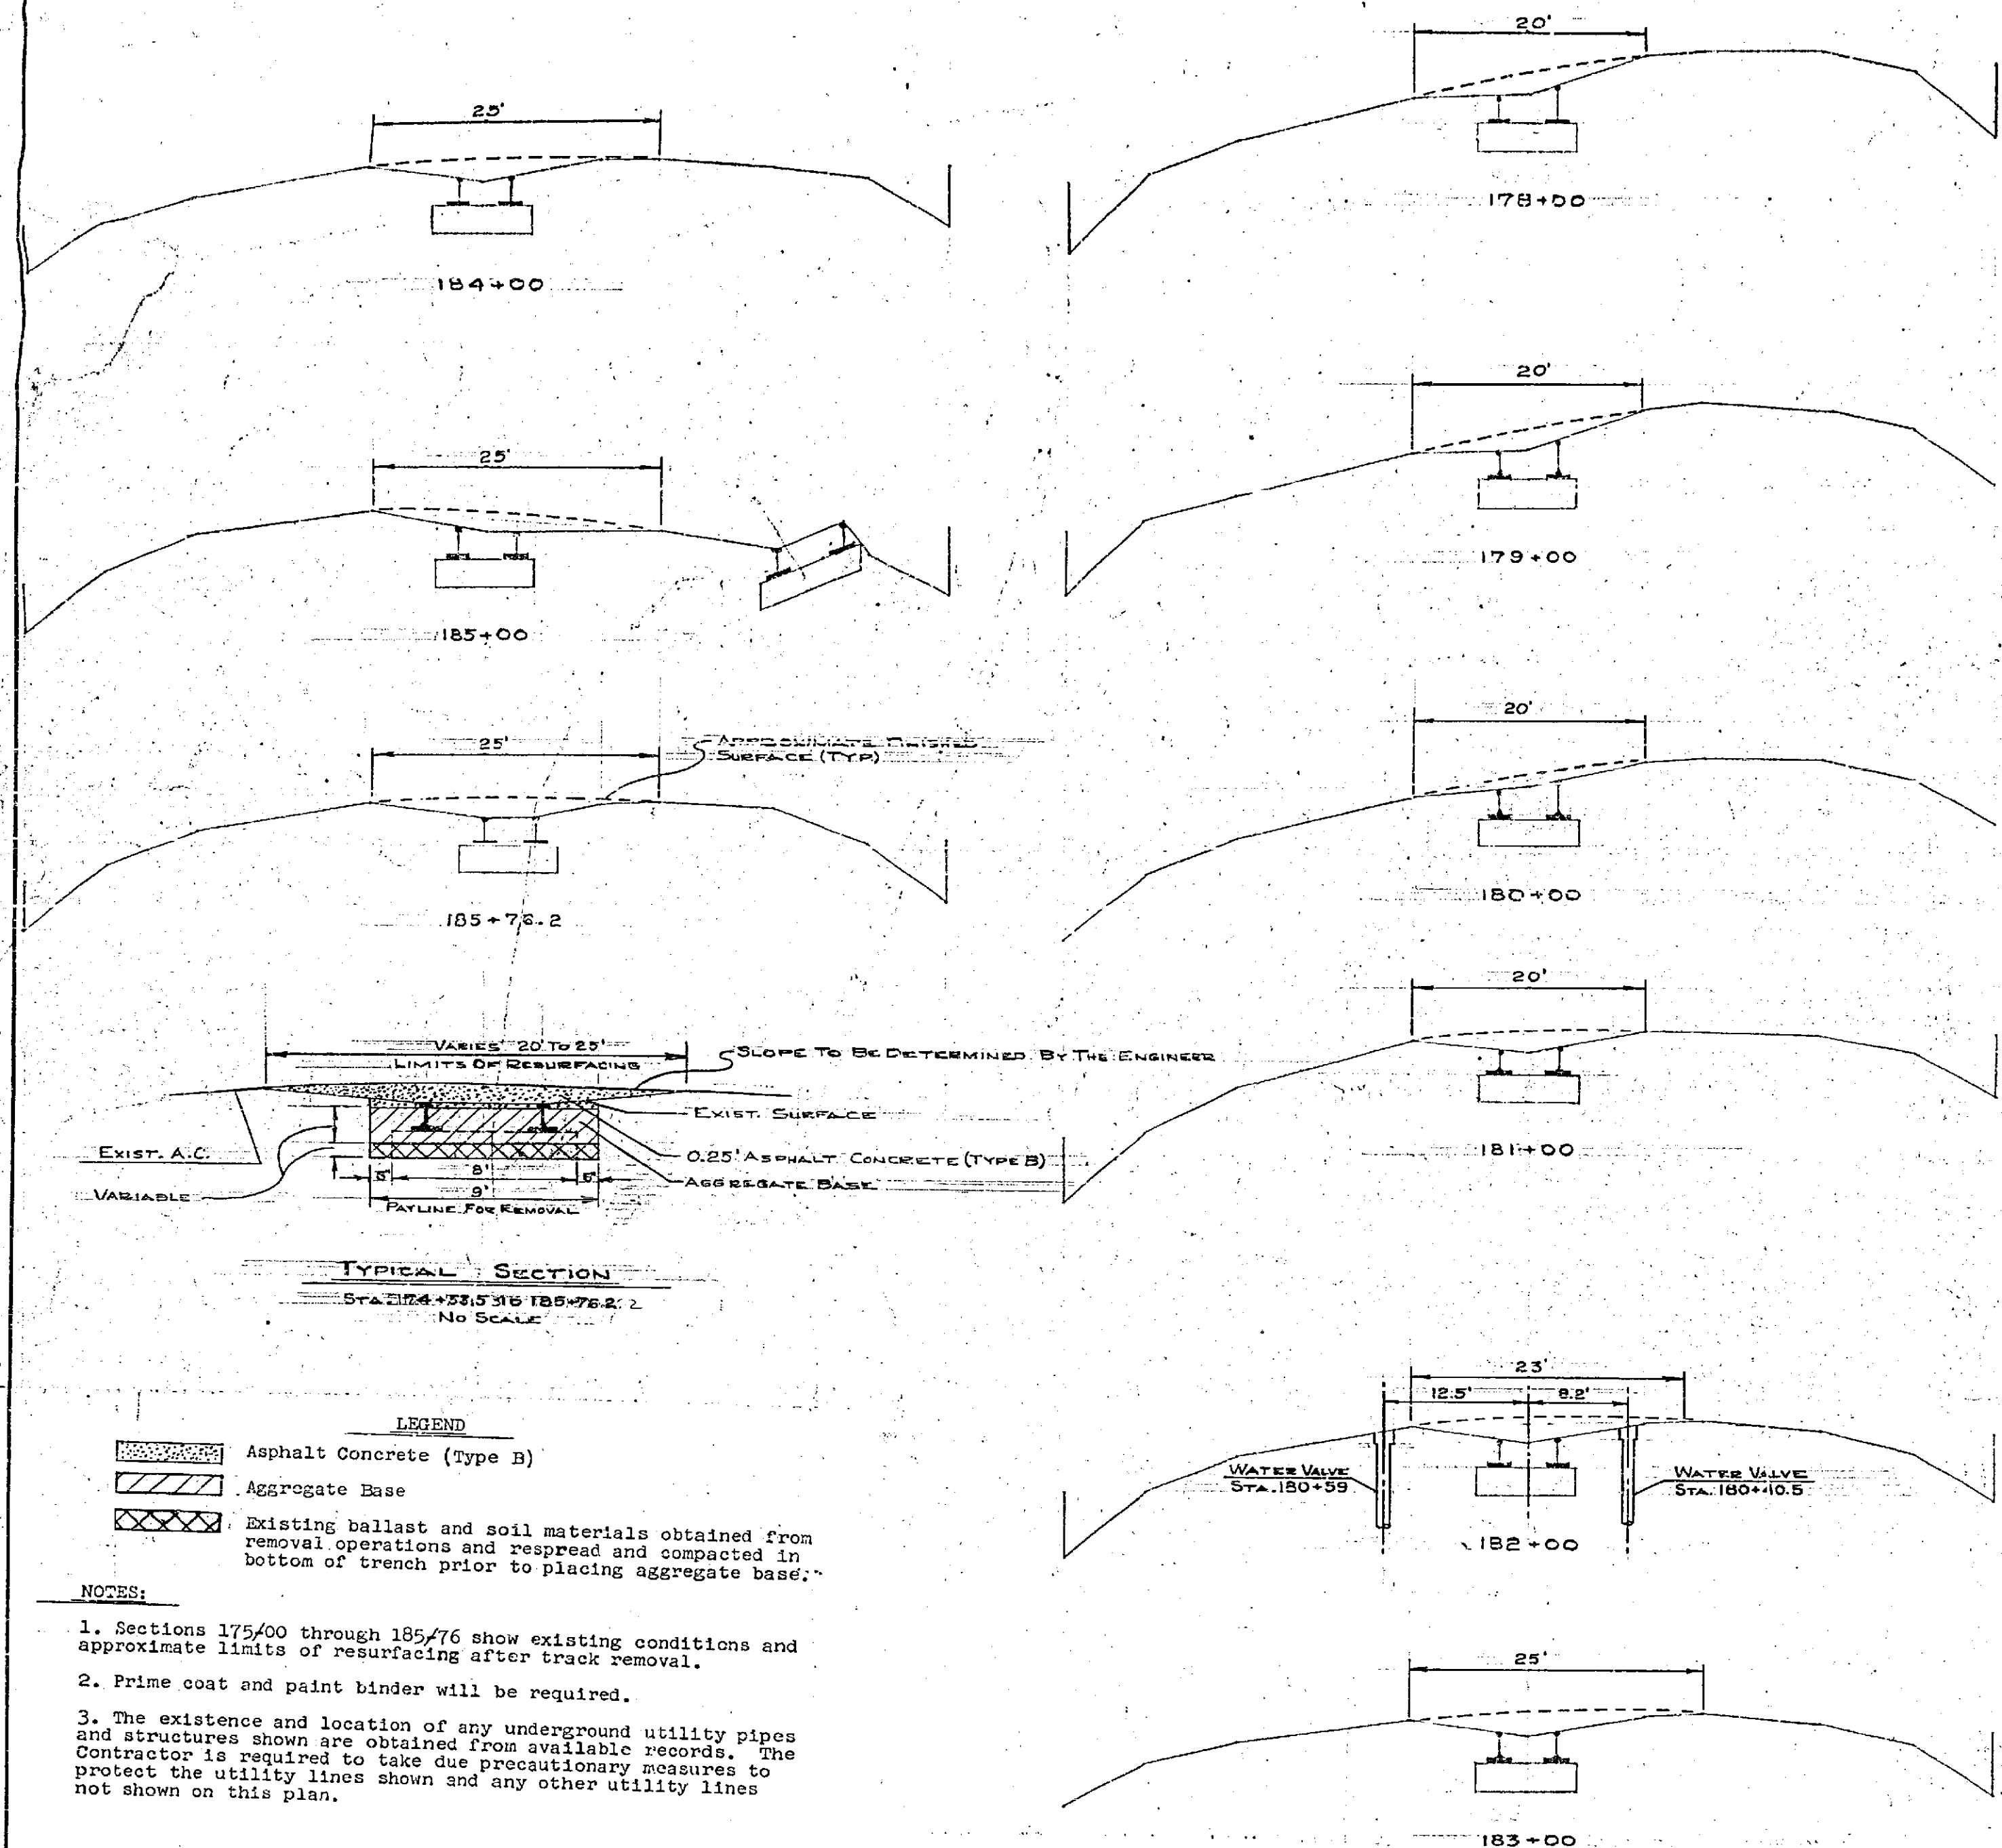 25'
184+00
25'
185+00
25'
APPROXIMATE FINISHED
SURFACE (TYP)
185+76.2
VARIES 20' TO 25'
LIMITS OF RESURFACING
SLOPE TO BE DETERMINED BY THE ENGINEER
EXIST. SURFACE
EXIST. A.C.
0.25' ASPHALT CONCRETE (TYPE B)
AGGREGATE BASE
VARIABLE
6" 8' 6"
9'
PAYLINE FOR REMOVAL
TYPICAL SECTION
NO SCALE
LEGEND
Asphalt Concrete (Type B)
Aggregate Base
Existing ballast and soil materials obtained from
removal operations and respread and compacted in
bottom of trench prior to placing aggregate base.
NOTES:
1. Sections 175/00 through 185/76 show existing conditions and
approximate limits of resurfacing after track removal.
2. Prime coat and paint binder will be required.
3. The existence and location of any underground utility pipes
and structures shown are obtained from available records. The
Contractor is required to take due precautionary measures to
protect the utility lines shown and any other utility lines
not shown on this plan.
20'
178+00
20'
179+00
20'
180+00
20'
181+00
23'
12.5' 8.2'
WATER VALVE
STA. 180+59
WATER VALVE
STA. 180+10.5
182+00
25'
183+00